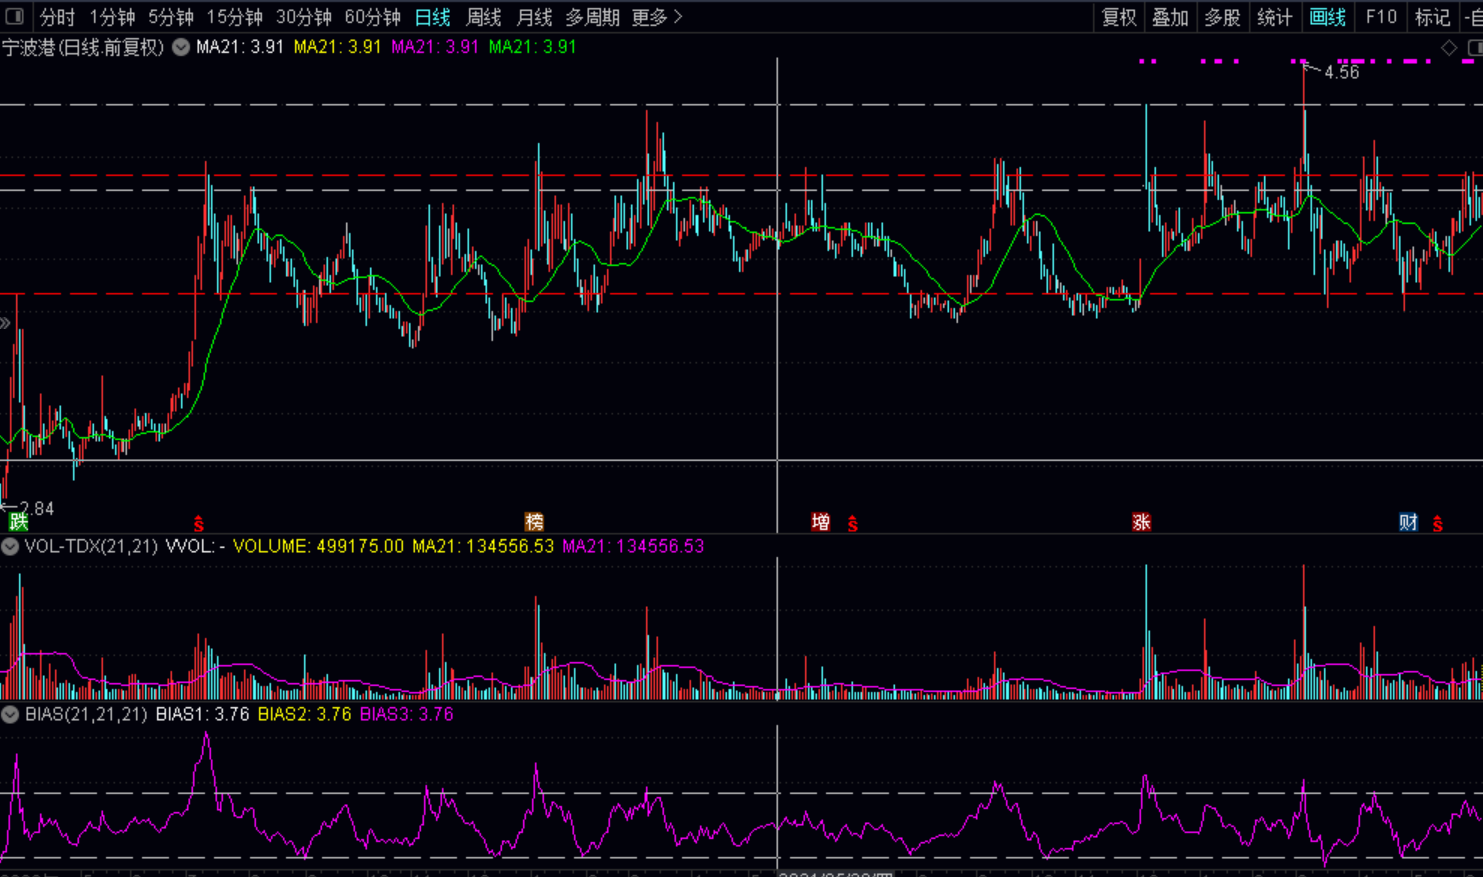 分时 1分钟 5分钟 15分钟 30分钟 60分钟 日线 周线 月线 多周期 更多 复权 叠加 多股 统计 画线 F10 标记 -自
宁波港(日线.前复权) MA21: 3.91 MA21: 3.91 MA21: 3.91 MA21: 3.91
4.56
2.84
跌 S 榜 增 S 涨 财 S
VOL-TDX(21,21) VVOL: - VOLUME: 499175.00 MA21: 134556.53 MA21: 134556.53
BIAS(21,21,21) BIAS1: 3.76 BIAS2: 3.76 BIAS3: 3.76